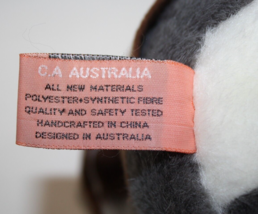 C.A AUSTRALIA
ALL NEW MATERIALS
POLYESTER+SYNTHETIC FIBRE
QUALITY AND SAFETY TESTED
HANDCRAFTED IN CHINA
DESIGNED IN AUSTRALIA